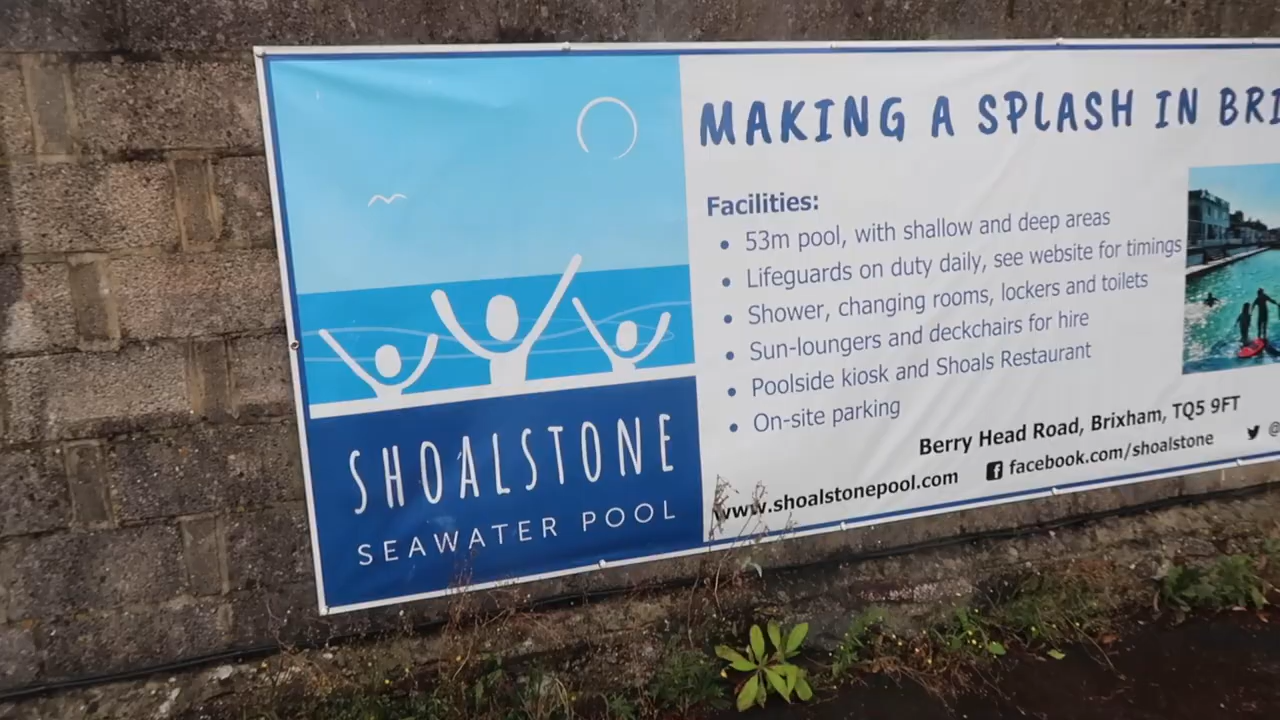 SHOALSTONE
SEAWATER POOL
MAKING A SPLASH IN BRI
Facilities:
• 53m pool, with shallow and deep areas
• Lifeguards on duty daily, see website for timings
• Shower, changing rooms, lockers and toilets
• Sun-loungers and deckchairs for hire
• Poolside kiosk and Shoals Restaurant
• On-site parking
Berry Head Road, Brixham, TQ5 9FT
www.shoalstonepool.com facebook.com/shoalstone @